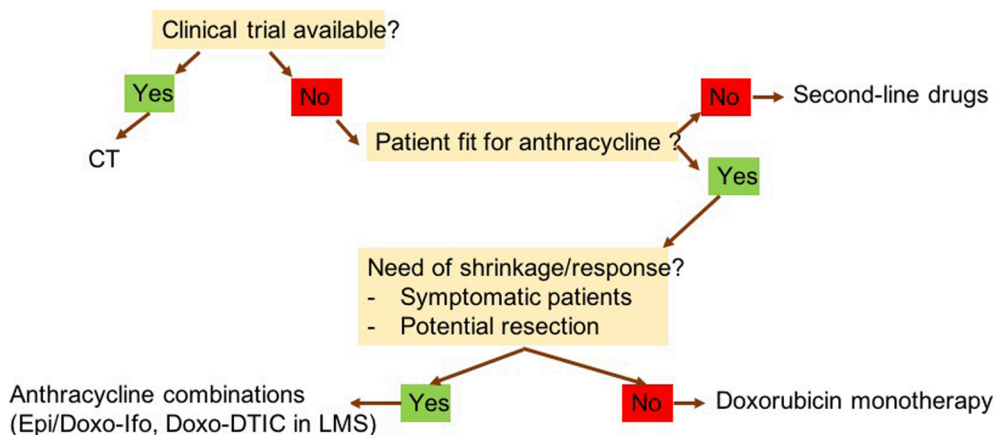 Clinical trial available?
Yes
No
CT
Patient fit for anthracycline ?
No
Second-line drugs
Yes
Need of shrinkage/response?
- Symptomatic patients
- Potential resection
Yes
Anthracycline combinations
(Epi/Doxo-Ifo, Doxo-DTIC in LMS)
No
Doxorubicin monotherapy